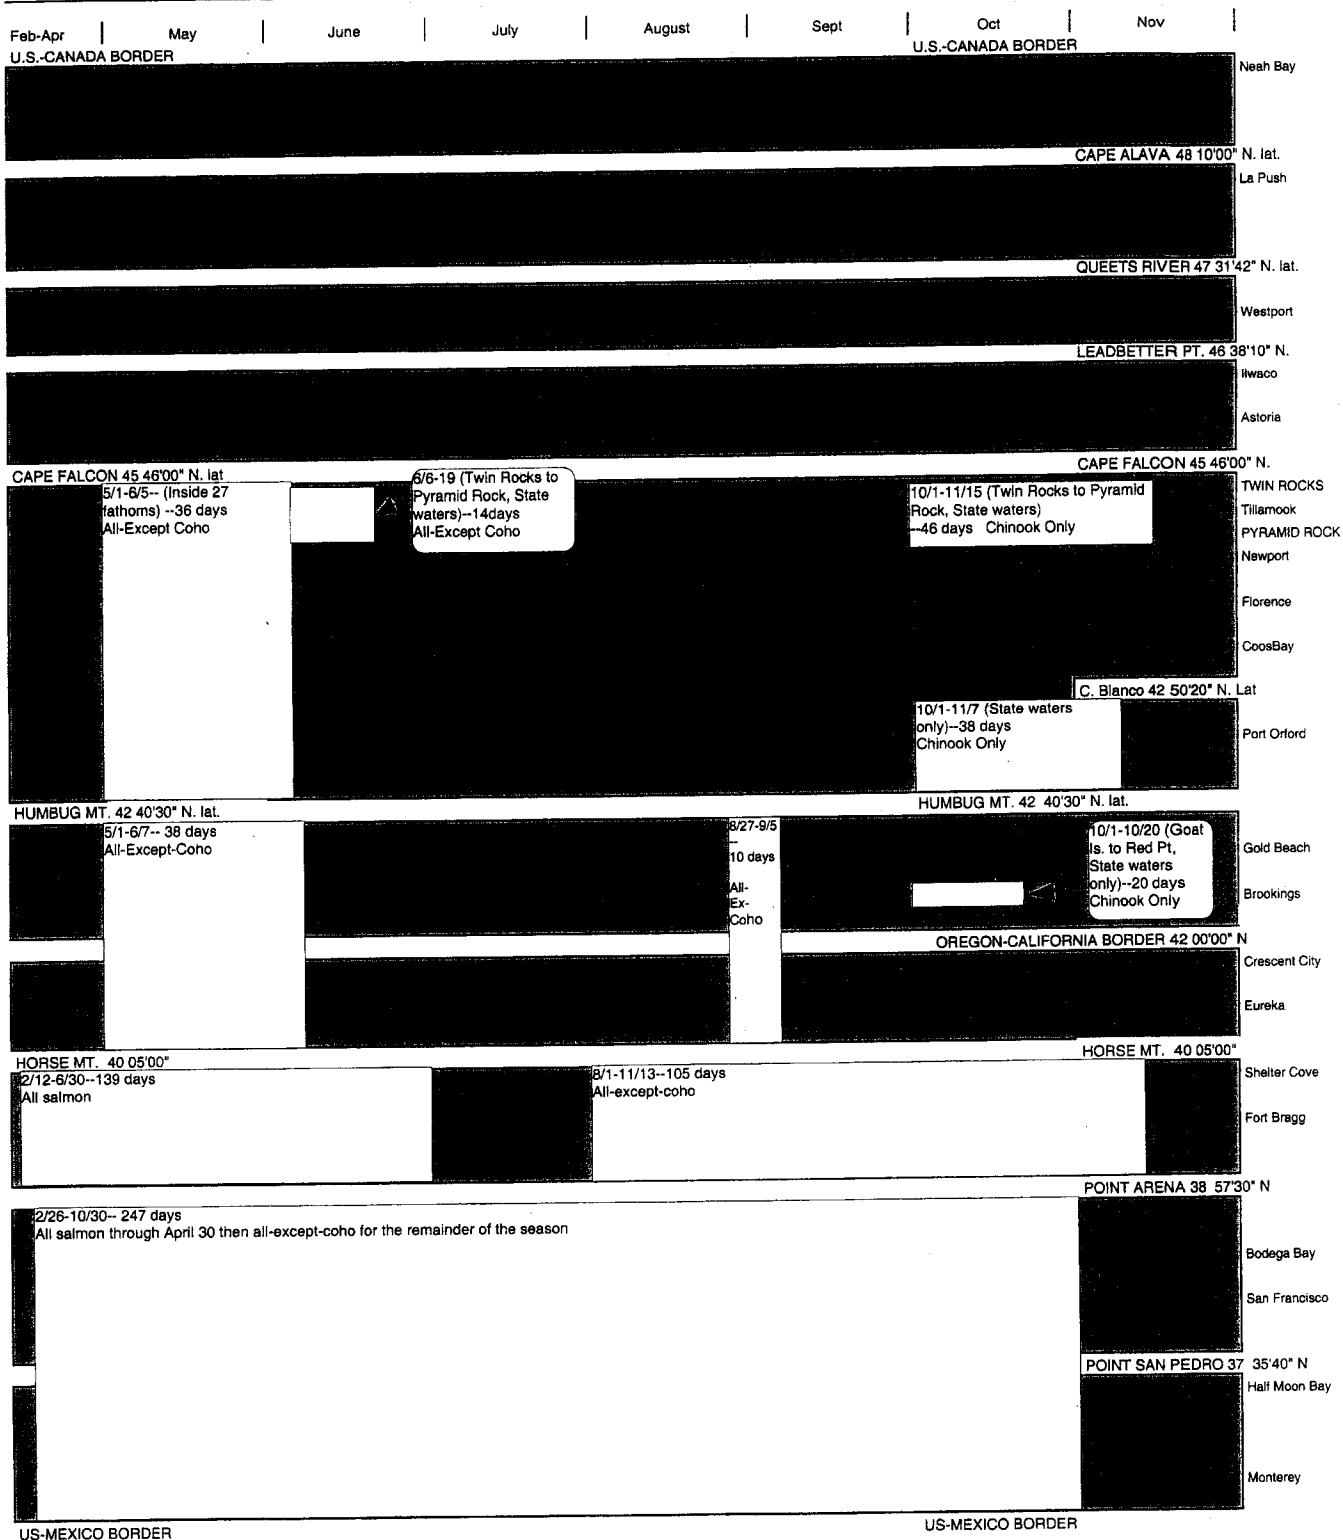 Feb-Apr | May | June | July | August | Sept | Oct | Nov |
U.S.-CANADA BORDER
U.S.-CANADA BORDER
Neah Bay
CAPE ALAVA 48 10'00" N. lat.
La Push
QUEETS RIVER 47 31'42" N. lat.
Westport
LEADBETTER PT. 46 38'10" N.
Ilwaco
Astoria
CAPE FALCON 45 46'00" N. lat
CAPE FALCON 45 46'00" N.
5/1-6/5-- (Inside 27
fathoms) --36 days
All-Except Coho
6/6-19 (Twin Rocks to
Pyramid Rock, State
waters)--14days
All-Except Coho
10/1-11/15 (Twin Rocks to Pyramid
Rock, State waters)
--46 days Chinook Only
TWIN ROCKS
Tillamook
PYRAMID ROCK
Newport
Florence
CoosBay
C. Blanco 42 50'20" N. Lat
10/1-11/7 (State waters
only)--38 days
Chinook Only
Port Orford
HUMBUG MT. 42 40'30" N. lat.
HUMBUG MT. 42 40'30" N. lat.
5/1-6/7-- 38 days
All-Except-Coho
8/27-9/5
--
10 days
All-
Ex-
Coho
10/1-10/20 (Goat
Is. to Red Pt,
State waters
only)--20 days
Chinook Only
Gold Beach
Brookings
OREGON-CALIFORNIA BORDER 42 00'00" N
Crescent City
Eureka
HORSE MT. 40 05'00"
HORSE MT. 40 05'00"
2/12-6/30--139 days
All salmon
8/1-11/13--105 days
All-except-coho
Shelter Cove
Fort Bragg
POINT ARENA 38 57'30" N
2/26-10/30-- 247 days
All salmon through April 30 then all-except-coho for the remainder of the season
Bodega Bay
San Francisco
POINT SAN PEDRO 37 35'40" N
Half Moon Bay
Monterey
US-MEXICO BORDER
US-MEXICO BORDER